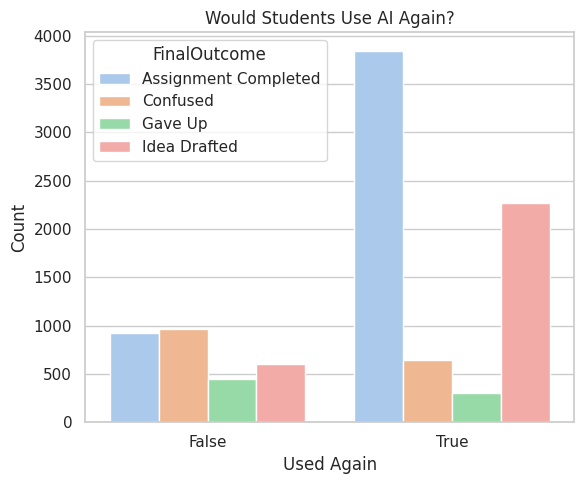 Would Students Use AI Again?
FinalOutcome
Assignment Completed
Confused
Gave Up
Idea Drafted
4000
3500
3000
2500
2000
1500
1000
500
0
Count
False
True
Used Again